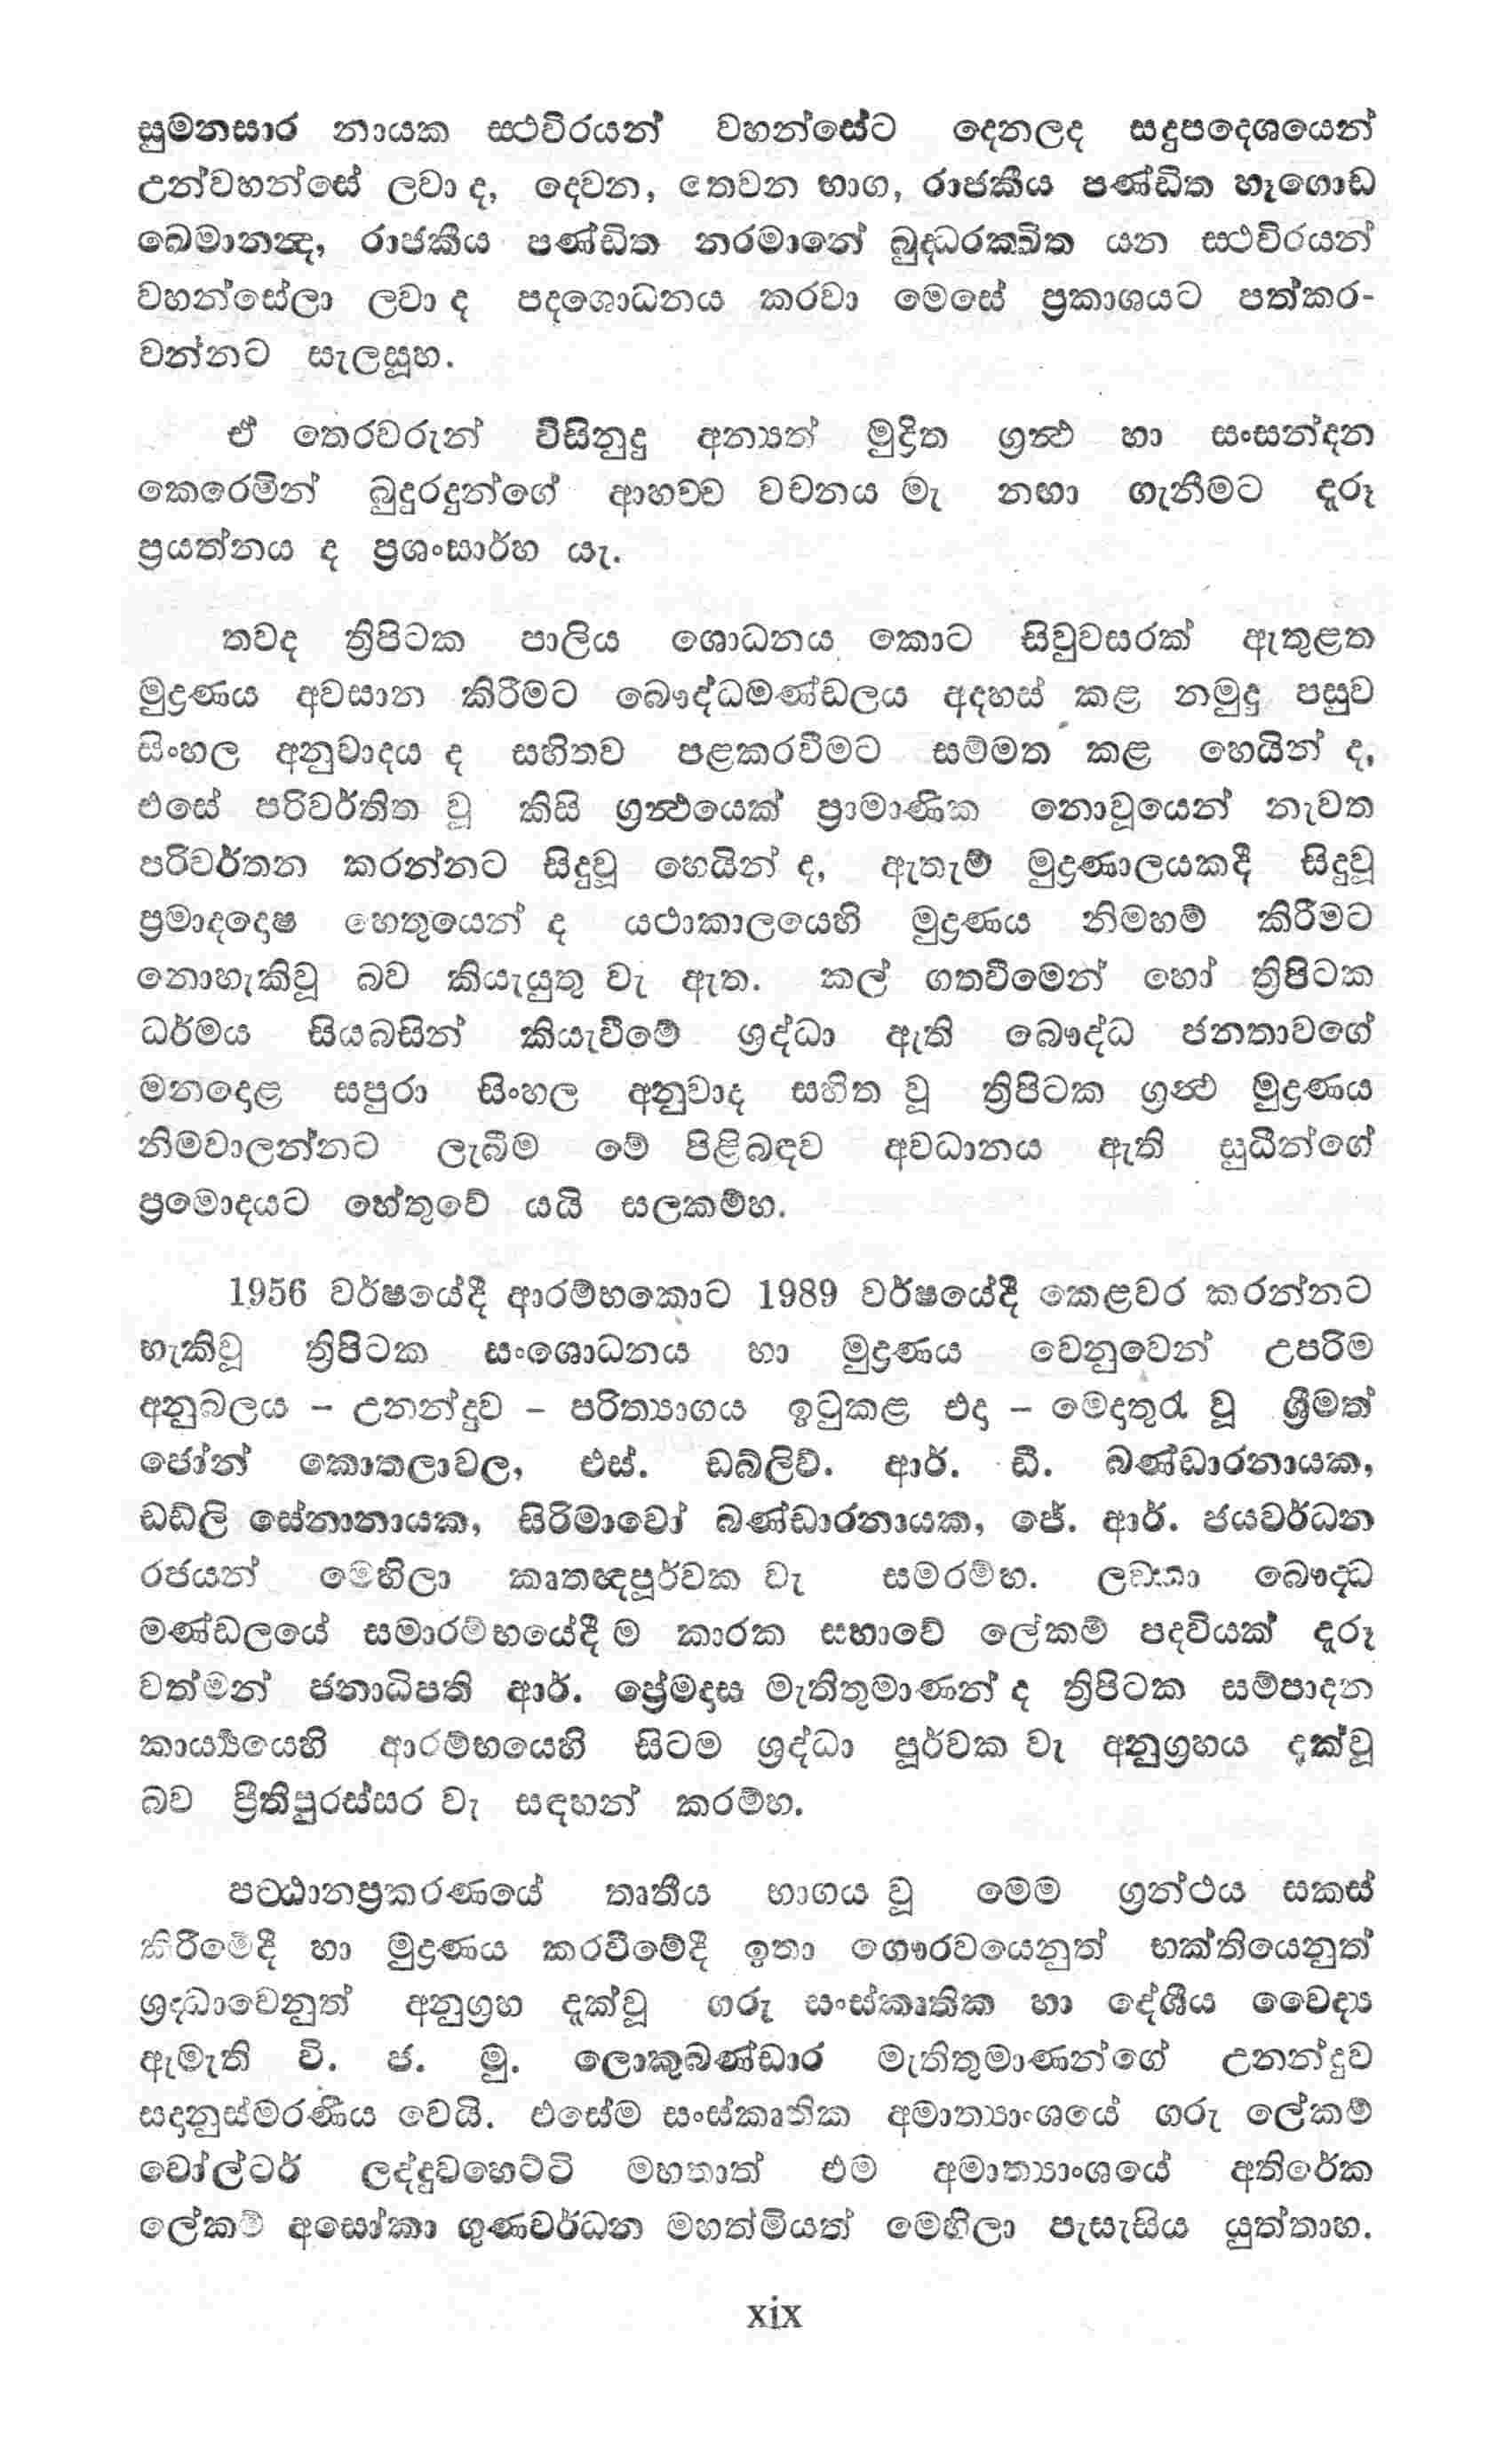 සුමනසාර නායක ස්ථවිරයන් වහන්සේට දෙනලද සදුපදෙශයෙන්
උන්වහන්සේ ලවා ද, දෙවන, තෙවන භාග, රාජකීය පණ්ඩිත හෑගොඩ
ඛෙමානන්‍ද, රාජකීය පණ්ඩිත නරමානේ බුද්‍ධරක්‍ඛිත යන ස්ථවිරයන්
වහන්සේලා ලවා ද පදශොධනය කරවා මෙසේ ප්‍රකාශයට පත්කර-
වන්නට සැලසූහ.
ඒ තෙරවරුන් විසිනුදු අන්‍යත් මුද්‍රිත ග්‍රන්‍ථ හා සංසන්දන
කෙරෙමින් බුදුරදුන්ගේ ආහච්ච වචනය මැ නඟා ගැනීමට දැරූ
ප්‍රයත්නය ද ප්‍රශංසාර්හ යැ.
තවද ත්‍රිපිටක පාලිය ශොධනය කොට සිවුවසරක් ඇතුළත
මුද්‍රණය අවසාන කිරීමට බෞද්ධමණ්ඩලය අදහස් කළ නමුදු පසුව
සිංහල අනුවාදය ද සහිතව පළකරවීමට සම්මත කළ හෙයින් ද,
එසේ පරිවර්තිත වූ කිසි ග්‍රන්‍ථයෙක් ප්‍රාමාණික නොවූයෙන් නැවත
පරිවර්තන කරන්නට සිදුවූ හෙයින් ද, ඇතැම් මුද්‍රණාලයකදී සිදුවූ
ප්‍රමාදදොෂ හෙතුයෙන් ද යථාකාලයෙහි මුද්‍රණය නිමහම් කිරීමට
නොහැකිවූ බව කියැයුතු වැ ඇත. කල් ගතවීමෙන් හෝ ත්‍රිපිටක
ධර්මය සියබසින් කියැවීමේ ශ්‍රද්ධා ඇති බෞද්ධ ජනතාවගේ
මනදොළ සපුරා සිංහල අනුවාද සහිත වූ ත්‍රිපිටක ග්‍රන්‍ථ මුද්‍රණය
නිමවාලන්නට ලැබීම මේ පිළිබඳව අවධානය ඇති සුධීන්ගේ
ප්‍රමොදයට හේතුවේ යයි සලකම්හ.
1956 වර්ෂයේදී ආරම්භකොට 1989 වර්ෂයේදී කෙළවර කරන්නට
හැකිවූ ත්‍රිපිටක සංශොධනය හා මුද්‍රණය වෙනුවෙන් උපරිම
අනුබලය – උනන්දුව – පරිත්‍යාගය ඉටුකළ එදා – මෙදාතුරැ වූ ශ්‍රීමත්
ජෝන් කොතලාවල, එස්. ඩබ්ලිව්. ආර්. ඩී. බණ්ඩාරනායක,
ඩඩ්ලි සේනානායක, සිරිමාවෝ බණ්ඩාරනායක, ජේ. ආර්. ජයවර්ධන
රජයන් මෙහිලා කෘතඥපූර්වක වැ සමරම්හ. ලඞ්කා බෞද්‍ධ
මණ්ඩලයේ සමාරම්භයේදී ම කාරක සභාවේ ලේකම් පදවියක් දැරූ
වත්මන් ජනාධිපති ආර්. ප්‍රේමදාස මැතිතුමාණන් ද ත්‍රිපිටක සම්පාදන
කාර්‍ය්‍යයෙහි ආරම්භයෙහි සිටම ශ්‍රද්ධා පූර්වක වැ අනුග්‍රහය දැක්වූ
බව ප්‍රීතිපුරස්සර වැ සඳහන් කරම්හ.
පට්ඨානප්‍රකරණයේ තෘතීය භාගය වූ මෙම ග්‍රන්ථය සකස්
කිරීමේදී හා මුද්‍රණය කරවීමේදී ඉතා ගෞරවයෙනුත් භක්තියෙනුත්
ශ්‍රද්‍ධාවෙනුත් අනුග්‍රහ දැක්වූ ගරු සංස්කෘතික හා දේශීය වෛද්‍ය
ඇමැති වි. ජ. මු. ලොකුබණ්ඩාර මැතිතුමාණන්ගේ උනන්දුව
සදානුස්මරණීය වෙයි. එසේම සංස්කෘතික අමාත්‍යාංශයේ ගරු ලේකම්
වෝල්ටර් ලද්දුවහෙට්ටි මහතාත් එම අමාත්‍යාංශයේ අතිරේක
ලේකම් අසෝකා ගුණවර්ධන මහත්මියත් මෙහිලා පැසැසිය යුත්තාහ.
xix